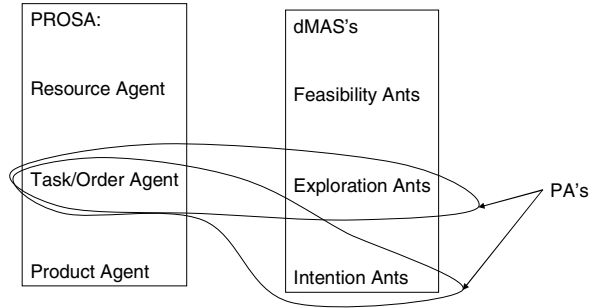 PROSA:
Resource Agent
Task/Order Agent
Product Agent
dMAS's
Feasibility Ants
Exploration Ants
Intention Ants
PA's